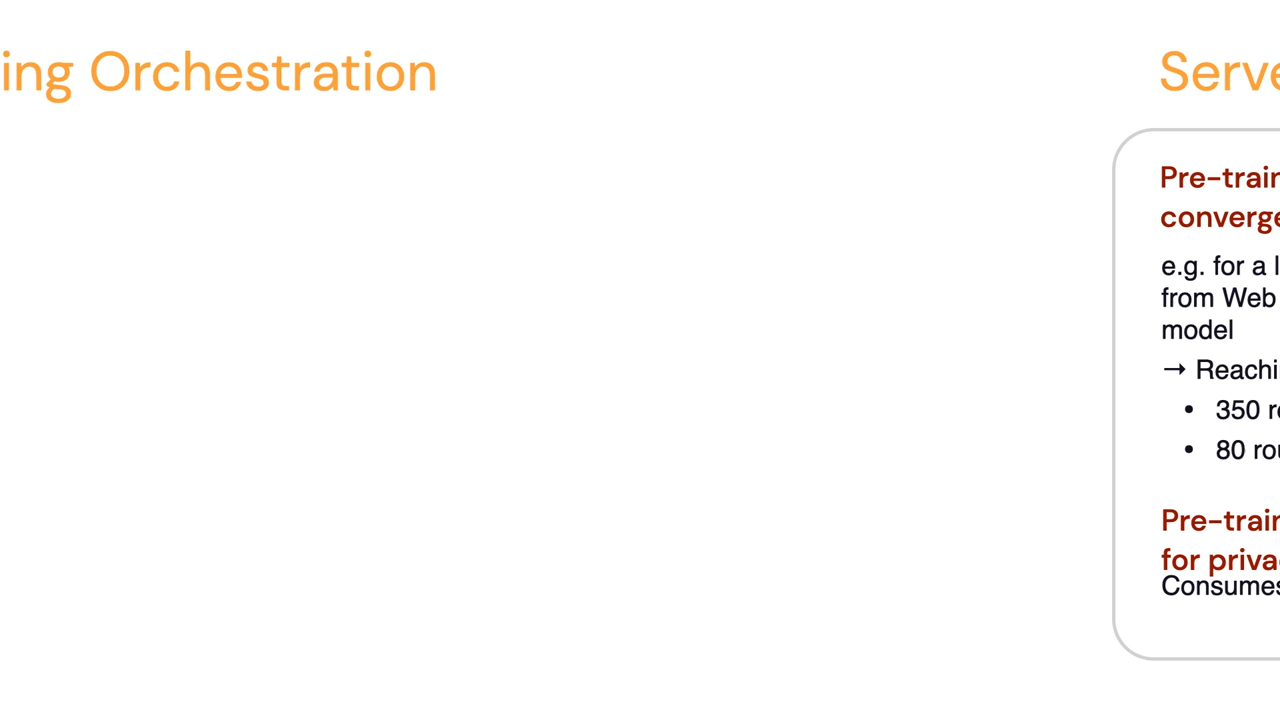 ing Orchestration
Serve
Pre-train
converge
e.g. for a l
from Web
model
→ Reachi
• 350 r
• 80 rou
Pre-train
for priva
Consumes